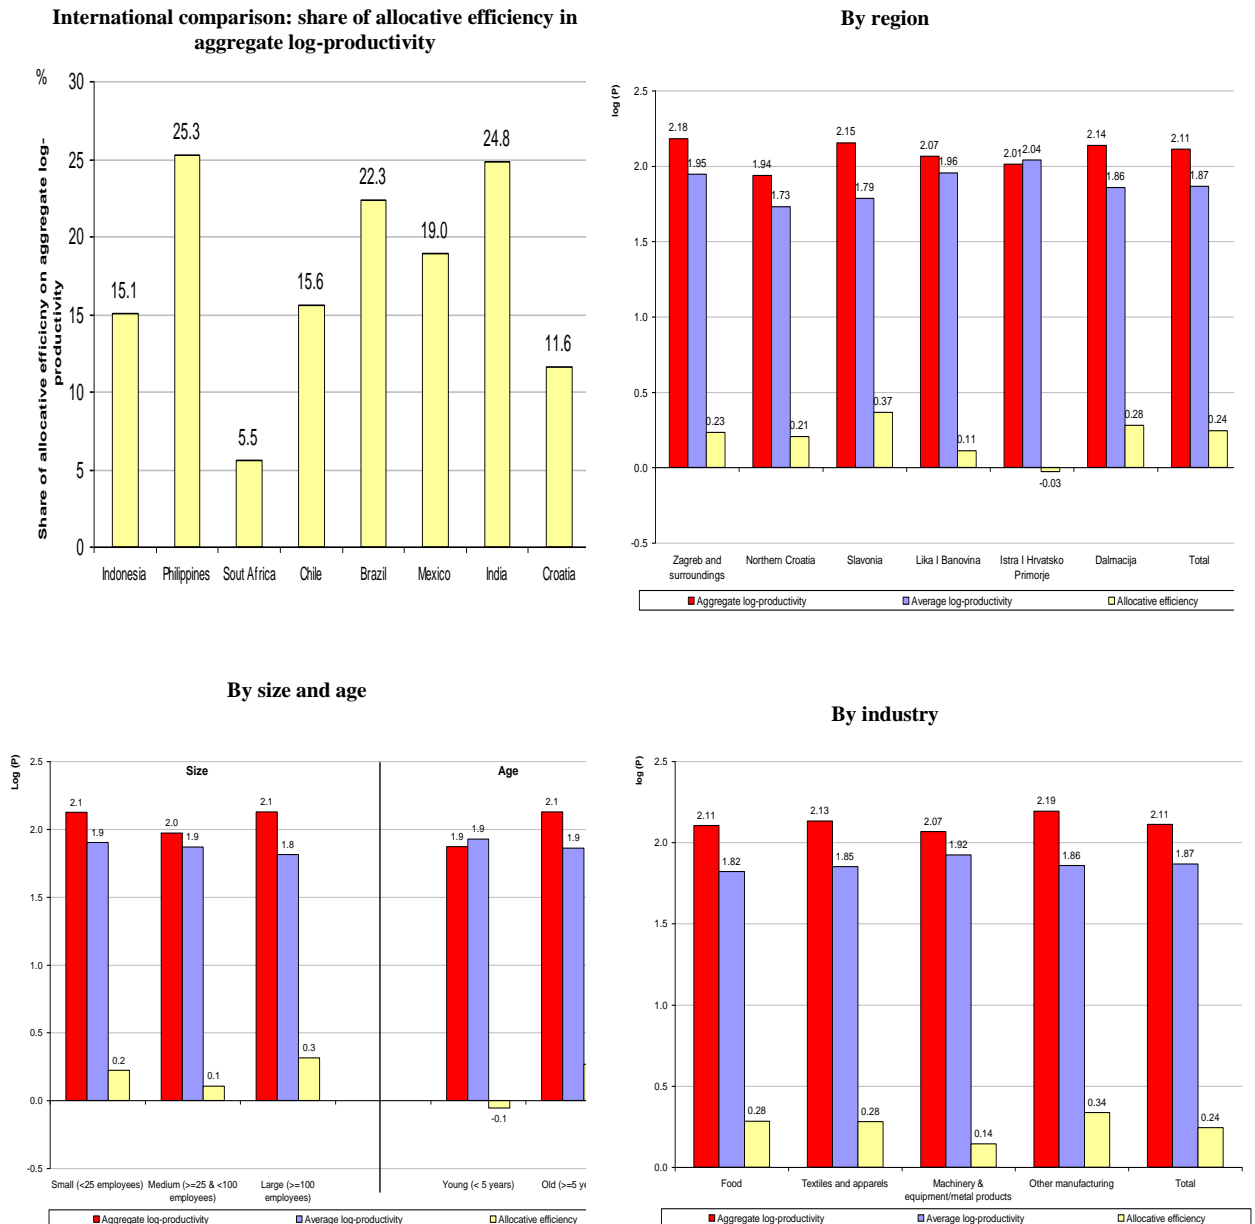 International comparison: share of allocative efficiency in
aggregate log-productivity
%
Share of allocative efficicny on aggregate log-
productivity
30
25
20
15
10
5
0
15.1
25.3
5.5
15.6
22.3
19.0
24.8
11.6
Indonesia Philippines Sout Africa Chile Brazil Mexico India Croatia
By region
log (P)
2.5
2.0
1.5
1.0
0.5
0.0
-0.5
2.18 1.95 0.23
1.94 1.73 0.21
2.15 1.79 0.37
2.07 1.96 0.11
2.01 2.04 -0.03
2.14 1.86 0.28
2.11 1.87 0.24
Zagreb and
surroundings
Northern Croatia
Slavonia
Lika I Banovina
Istra I Hrvatsko
Primorje
Dalmacija
Total
Aggregate log-productivity Average log-productivity Allocative efficiency
By size and age
Log (P)
2.5
2.0
1.5
1.0
0.5
0.0
-0.5
Size
Age
2.1 1.9 0.2
2.0 1.9 0.1
2.1 1.8 0.3
1.9 1.9 -0.1
2.1 1.9
Small (<25 employees)
Medium (>=25 & <100
employees)
Large (>=100
employees)
Young (< 5 years)
Old (>=5 ye
Aggregate log-productivity Average log-productivity Allocative efficiency
By industry
log (P)
2.5
2.0
1.5
1.0
0.5
0.0
2.11 1.82 0.28
2.13 1.85 0.28
2.07 1.92 0.14
2.19 1.86 0.34
2.11 1.87 0.24
Food
Textiles and apparels
Machinery &
equipment/metal products
Other manufacturing
Total
Aggregate log-productivity Average log-productivity Allocative efficiency